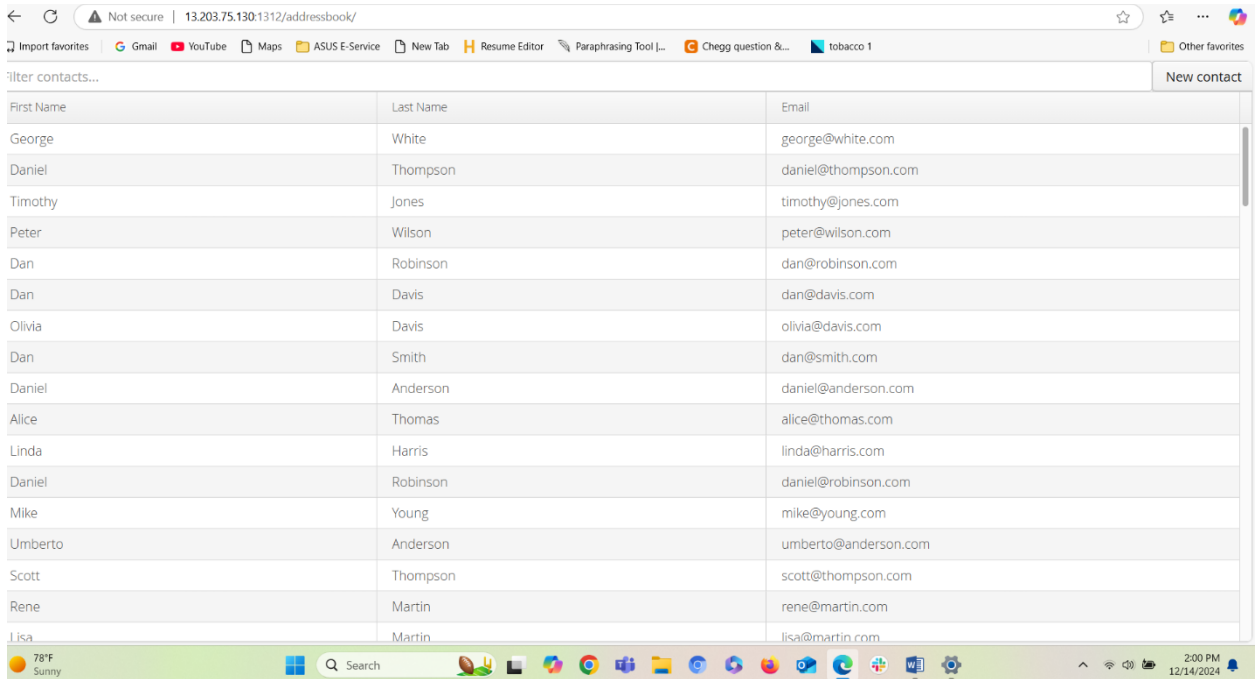 Not secure 13.203.75.130:1312/addressbook/
Import favorites Gmail YouTube Maps ASUS E-Service New Tab Resume Editor Paraphrasing Tool |... Chegg question &... tobacco 1 Other favorites
Filter contacts... New contact
First Name Last Name Email
George White george@white.com
Daniel Thompson daniel@thompson.com
Timothy Jones timothy@jones.com
Peter Wilson peter@wilson.com
Dan Robinson dan@robinson.com
Dan Davis dan@davis.com
Olivia Davis olivia@davis.com
Dan Smith dan@smith.com
Daniel Anderson daniel@anderson.com
Alice Thomas alice@thomas.com
Linda Harris linda@harris.com
Daniel Robinson daniel@robinson.com
Mike Young mike@young.com
Umberto Anderson umberto@anderson.com
Scott Thompson scott@thompson.com
Rene Martin rene@martin.com
Lisa Martin lisa@martin.com
78°F
Sunny
Search
2:00 PM
12/14/2024